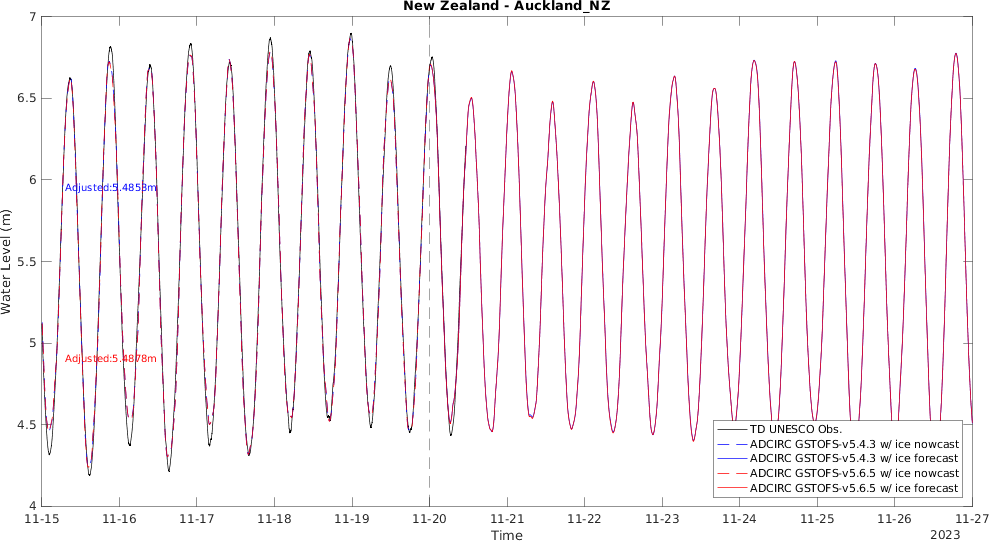 New Zealand - Auckland_NZ
7
6.5
6
5.5
5
4.5
4
Water Level (m)
Adjusted:5.4853m
Adjusted:5.4878m
TD UNESCO Obs.
ADCIRC GSTOFS-v5.4.3 w/ ice nowcast
ADCIRC GSTOFS-v5.4.3 w/ ice forecast
ADCIRC GSTOFS-v5.6.5 w/ ice nowcast
ADCIRC GSTOFS-v5.6.5 w/ ice forecast
11-15 11-16 11-17 11-18 11-19 11-20 11-21 11-22 11-23 11-24 11-25 11-26 11-27
Time
2023